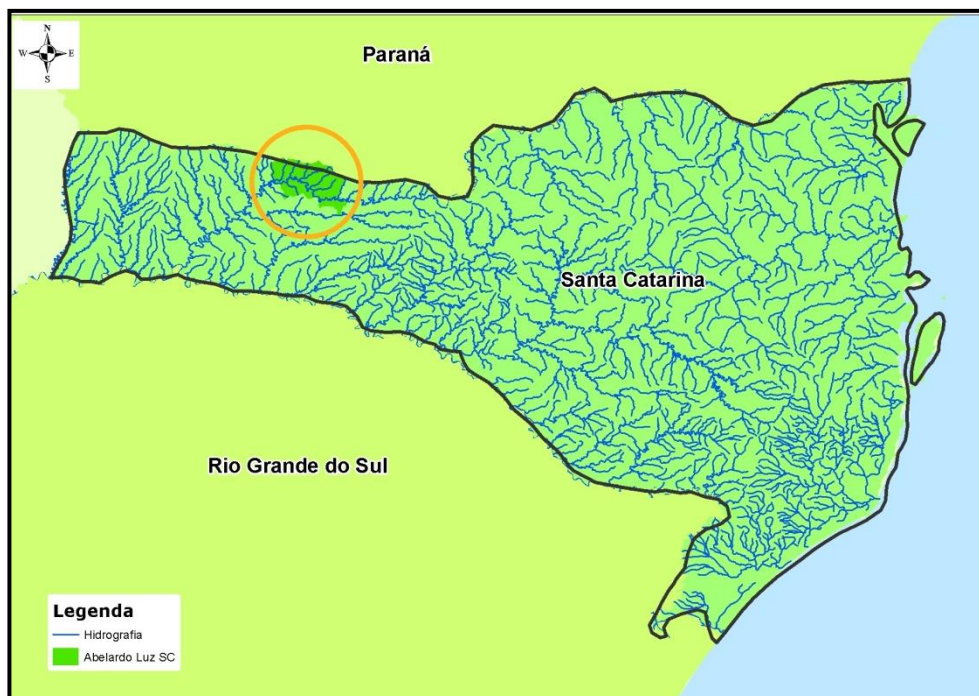 N
W E
S
Paraná
Santa Catarina
Rio Grande do Sul
Legenda
Hidrografia
Abelardo Luz SC